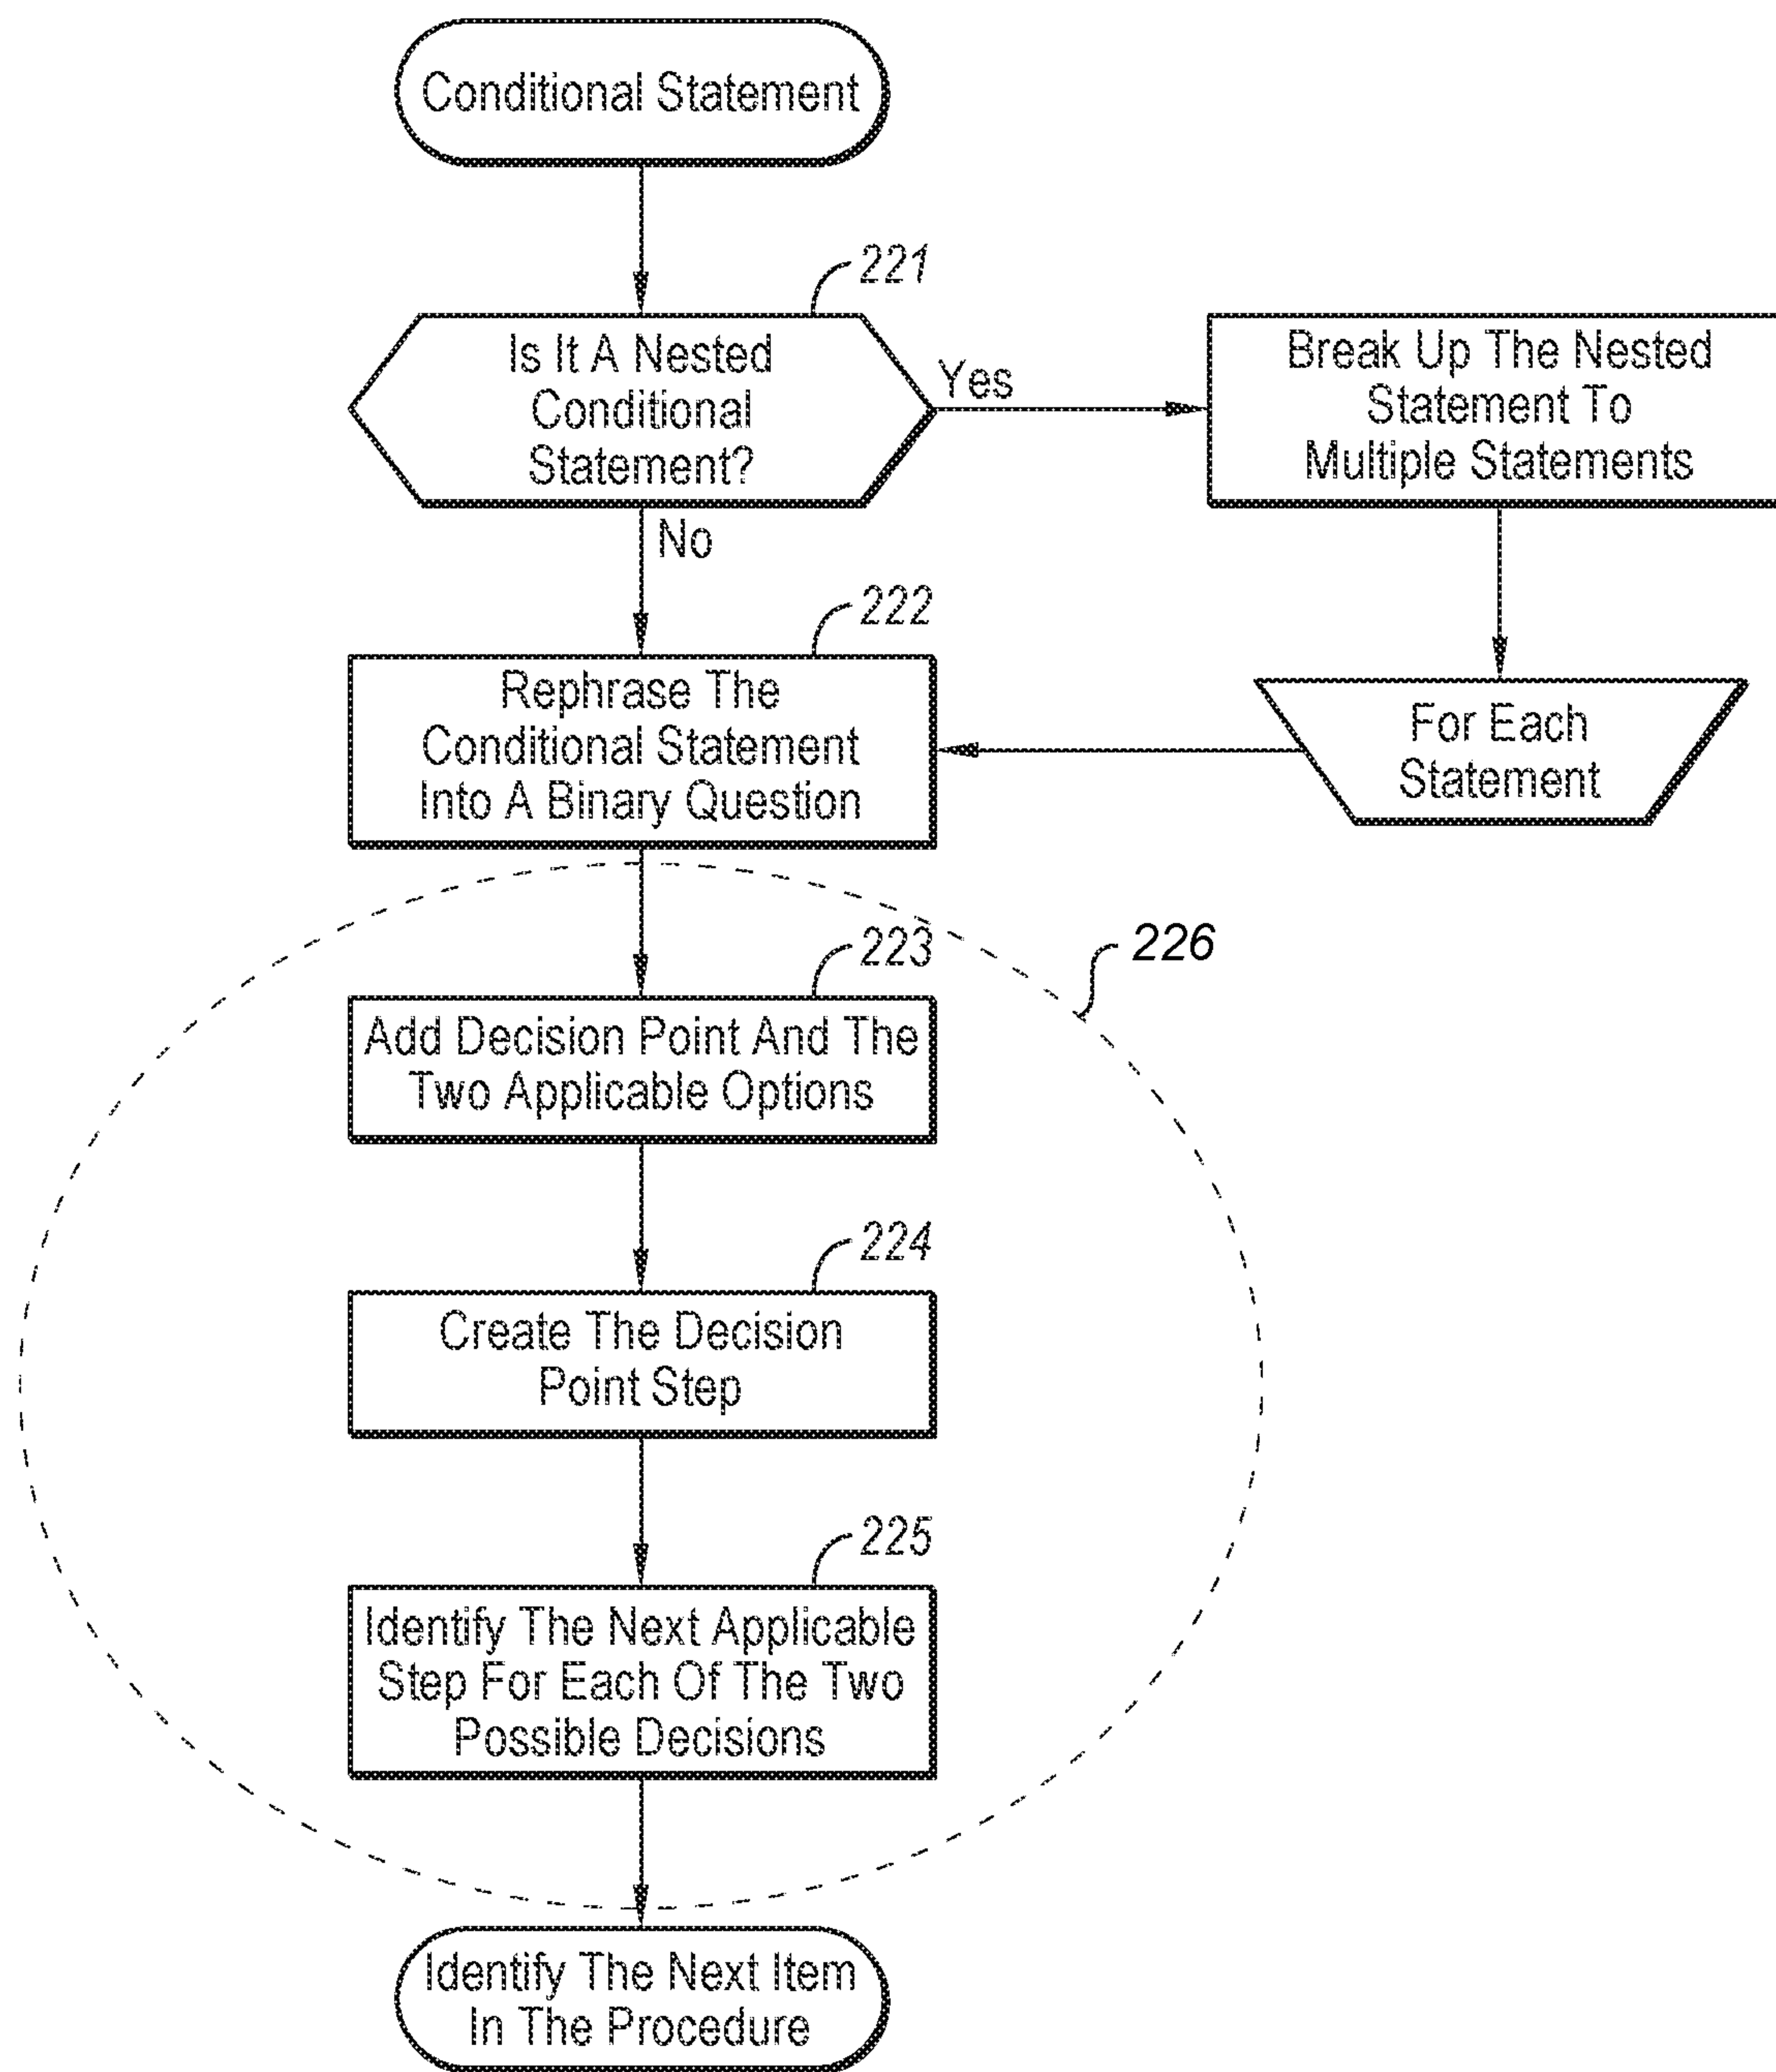 Conditional Statement
221
Is It A Nested
Conditional
Statement?
Yes
Break Up The Nested
Statement To
Multiple Statements
No
222
Rephrase The
Conditional Statement
Into A Binary Question
For Each
Statement
226
223
Add Decision Point And The
Two Applicable Options
224
Create The Decision
Point Step
225
Identify The Next Applicable
Step For Each Of The Two
Possible Decisions
Identify The Next Item
In The Procedure